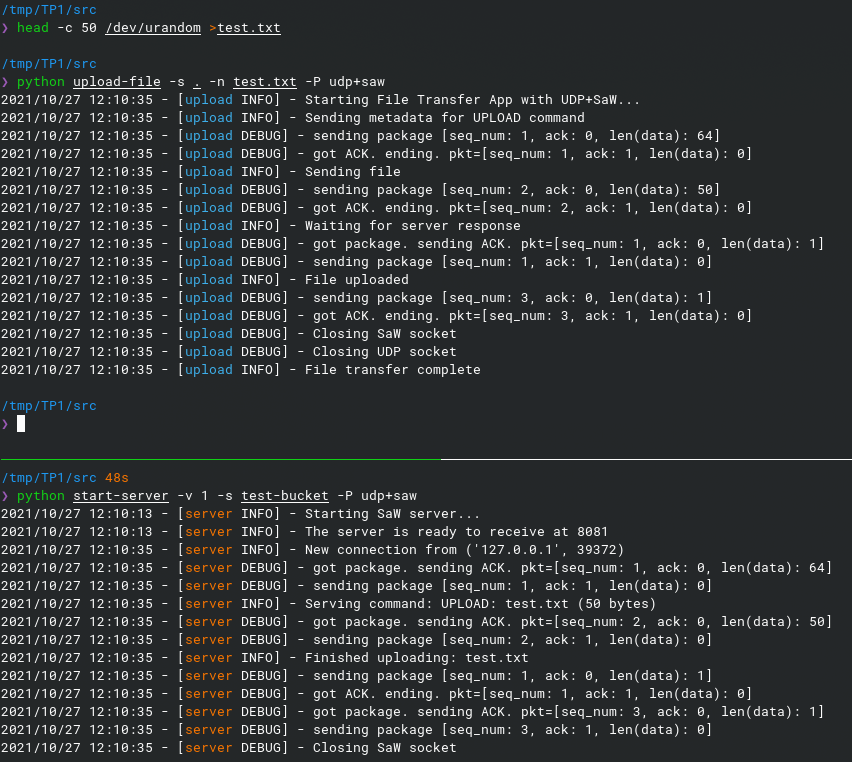 /tmp/TP1/src
❯ head -c 50 /dev/urandom >test.txt
/tmp/TP1/src
❯ python upload-file -s . -n test.txt -P udp+saw
2021/10/27 12:10:35 - [upload INFO] - Starting File Transfer App with UDP+SaW...
2021/10/27 12:10:35 - [upload INFO] - Sending metadata for UPLOAD command
2021/10/27 12:10:35 - [upload DEBUG] - sending package [seq_num: 1, ack: 0, len(data): 64]
2021/10/27 12:10:35 - [upload DEBUG] - got ACK. ending. pkt=[seq_num: 1, ack: 1, len(data): 0]
2021/10/27 12:10:35 - [upload INFO] - Sending file
2021/10/27 12:10:35 - [upload DEBUG] - sending package [seq_num: 2, ack: 0, len(data): 50]
2021/10/27 12:10:35 - [upload DEBUG] - got ACK. ending. pkt=[seq_num: 2, ack: 1, len(data): 0]
2021/10/27 12:10:35 - [upload INFO] - Waiting for server response
2021/10/27 12:10:35 - [upload DEBUG] - got package. sending ACK. pkt=[seq_num: 1, ack: 0, len(data): 1]
2021/10/27 12:10:35 - [upload DEBUG] - sending package [seq_num: 1, ack: 1, len(data): 0]
2021/10/27 12:10:35 - [upload INFO] - File uploaded
2021/10/27 12:10:35 - [upload DEBUG] - sending package [seq_num: 3, ack: 0, len(data): 1]
2021/10/27 12:10:35 - [upload DEBUG] - got ACK. ending. pkt=[seq_num: 3, ack: 1, len(data): 0]
2021/10/27 12:10:35 - [upload DEBUG] - Closing SaW socket
2021/10/27 12:10:35 - [upload DEBUG] - Closing UDP socket
2021/10/27 12:10:35 - [upload INFO] - File transfer complete
/tmp/TP1/src
❯
/tmp/TP1/src 48s
❯ python start-server -v 1 -s test-bucket -P udp+saw
2021/10/27 12:10:13 - [server INFO] - Starting SaW server...
2021/10/27 12:10:13 - [server INFO] - The server is ready to receive at 8081
2021/10/27 12:10:35 - [server INFO] - New connection from ('127.0.0.1', 39372)
2021/10/27 12:10:35 - [server DEBUG] - got package. sending ACK. pkt=[seq_num: 1, ack: 0, len(data): 64]
2021/10/27 12:10:35 - [server DEBUG] - sending package [seq_num: 1, ack: 1, len(data): 0]
2021/10/27 12:10:35 - [server INFO] - Serving command: UPLOAD: test.txt (50 bytes)
2021/10/27 12:10:35 - [server DEBUG] - got package. sending ACK. pkt=[seq_num: 2, ack: 0, len(data): 50]
2021/10/27 12:10:35 - [server DEBUG] - sending package [seq_num: 2, ack: 1, len(data): 0]
2021/10/27 12:10:35 - [server INFO] - Finished uploading: test.txt
2021/10/27 12:10:35 - [server DEBUG] - sending package [seq_num: 1, ack: 0, len(data): 1]
2021/10/27 12:10:35 - [server DEBUG] - got ACK. ending. pkt=[seq_num: 1, ack: 1, len(data): 0]
2021/10/27 12:10:35 - [server DEBUG] - got package. sending ACK. pkt=[seq_num: 3, ack: 0, len(data): 1]
2021/10/27 12:10:35 - [server DEBUG] - sending package [seq_num: 3, ack: 1, len(data): 0]
2021/10/27 12:10:35 - [server DEBUG] - Closing SaW socket